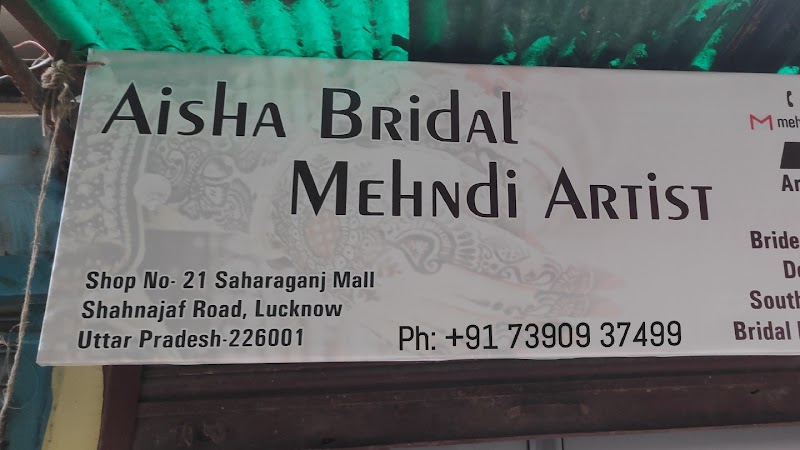 Aisha Bridal
Mehndi Artist
Shop No- 21 Saharaganj Mall
Shahnajaf Road, Lucknow
Uttar Pradesh-226001
Ph: +91 73909 37499
Bridal